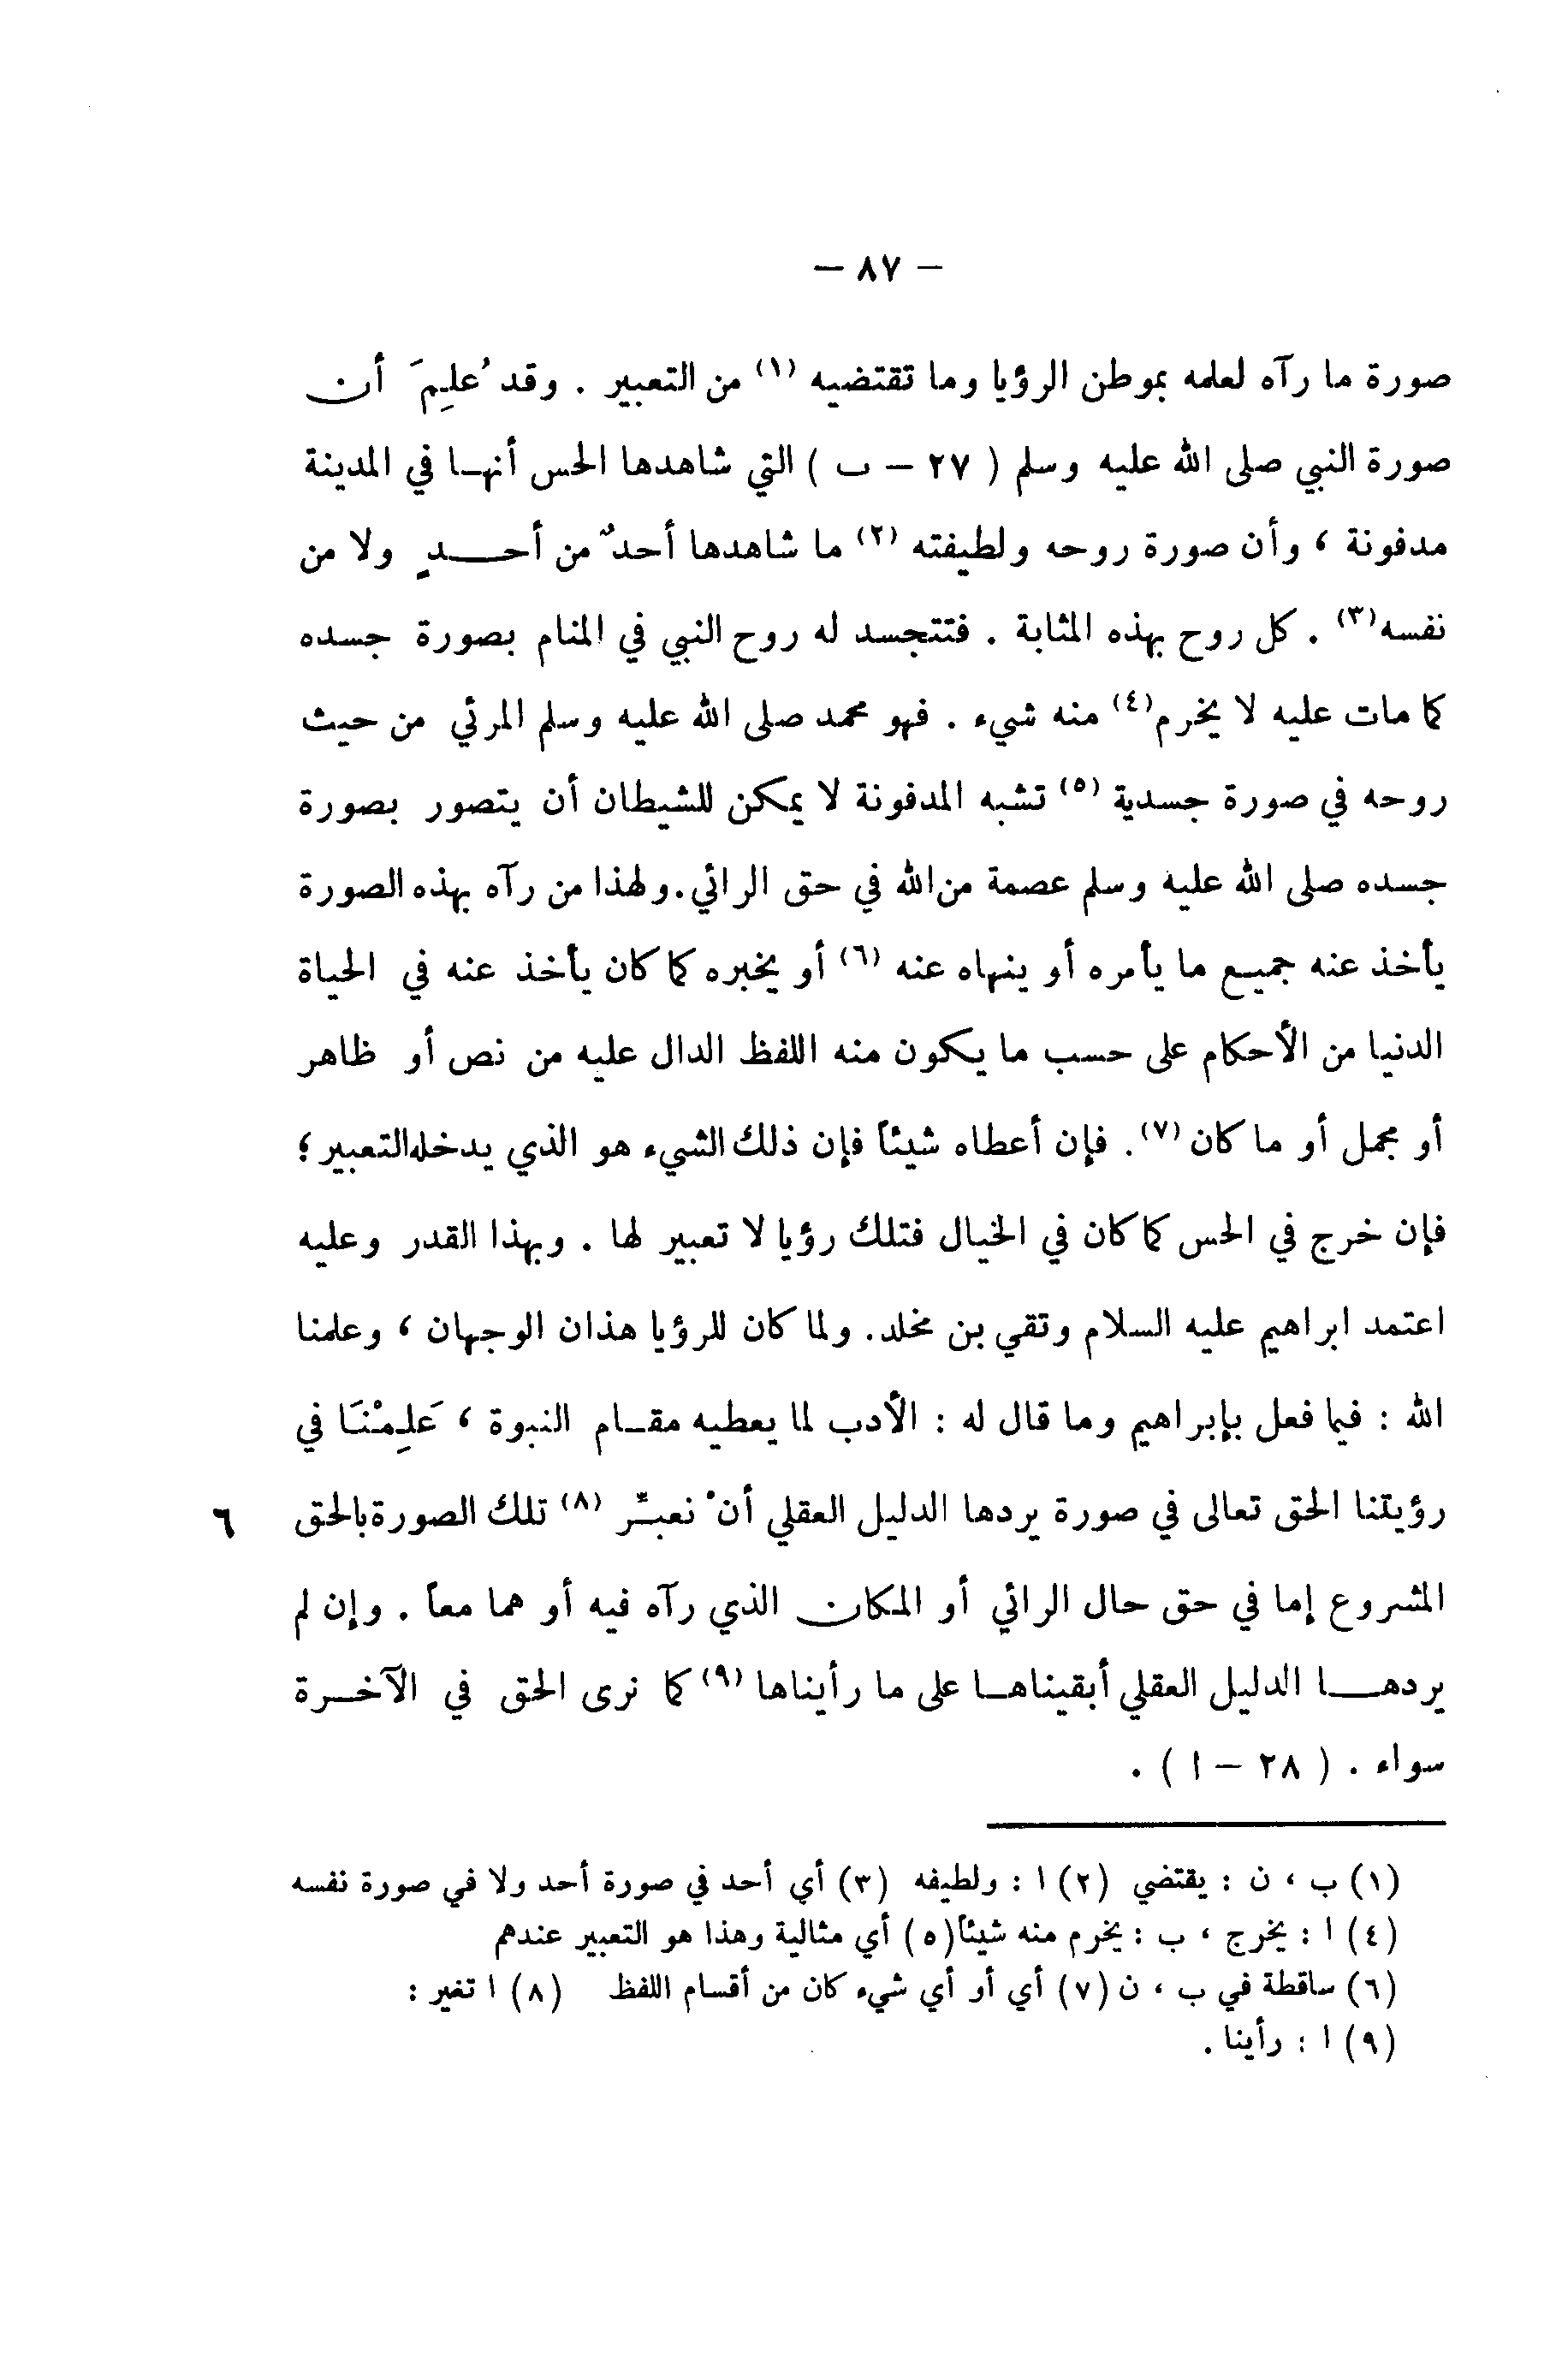 — ٨٧ —
صورة ما رآه لعلمه بموطن الرؤيا وما تقتضيه (١) من التعبير . وقد عُلِمَ أن
صورة النبي صلى الله عليه وسلم ( ٢٧ – ب ) التي شاهدها الحس أنهـا في المدينة
مدفونة ، وأن صورة روحه ولطيفته (٢) ما شاهدها أحدٌ من أحـــدٍ ولا من
نفسه(٣) . كل روح بهذه المثابة . فتتجسد له روح النبي في المنام بصورة جسده
كما مات عليه لا يخرم(٤) منه شيء . فهو محمد صلى الله عليه وسلم المرئي من حيث
روحه في صورة جسدية (٥) تشبه المدفونة لا يمكن للشيطان أن يتصور بصورة
جسده صلى الله عليه وسلم عصمة من الله في حق الرائي . ولهذا من رآه بهذه الصورة
يأخذ عنه جميع ما يأمره أو ينهاه عنه (٦) أو يخبره كما كان يأخذ عنه في الحياة
الدنيا من الأحكام على حسب ما يكون منه اللفظ الدال عليه من نص أو ظاهر
أو مجمل أو ما كان (٧). فإن أعطاه شيئاً فإن ذلك الشيء هو الذي يدخله التعبير ؛
فإن خرج في الحس كما كان في الخيال فتلك رؤيا لا تعبير لها . وبهذا القدر وعليه
اعتمد ابراهيم عليه السلام وتقي بن مخلد. ولما كان للرؤيا هذان الوجهان ، وعلمنا
الله : فيما فعل بإبراهيم وما قال له : الأدب لما يعطيه مقـام النبوة ، عَلِمْنَا في
رؤيتنا الحق تعالى في صورة يردها الدليل العقلي أنْ نعبـِّر (٨) تلك الصورة بالحق ٦
المشروع إما في حق حال الرائي أو المكان الذي رآه فيه أو هما معاً . وإن لم
يردهــــا الدليل العقلي أبقيناهـا على ما رأيناها (٩) كما نرى الحق في الآخـرة
سواء . ( ٢٨ – ا ) .
(١) ب ، ن : يقتضي (٢) ا : ولطيفه (٣) أي أحد في صورة أحد ولا في صورة نفسه
(٤) ا : يخرج ، ب : يخرم منه شيئاً (٥) أي مثالية وهذا هو التعبير عندهم
(٦) ساقطة في ب ، ن (٧) أي أو أي شيء كان من أقسام اللفظ (٨) ا تغير :
(٩) ا : رأينا .